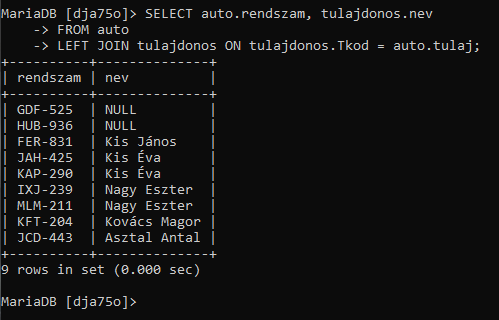 MariaDB [dja75o]> SELECT auto.rendszam, tulajdonos.nev
    -> FROM auto
    -> LEFT JOIN tulajdonos ON tulajdonos.Tkod = auto.tulaj;
+----------+--------------+
| rendszam | nev          |
+----------+--------------+
| GDF-525  | NULL         |
| HUB-936  | NULL         |
| FER-831  | Kis János    |
| JAH-425  | Kis Éva      |
| KAP-290  | Kis Éva      |
| IXJ-239  | Nagy Eszter  |
| MLM-211  | Nagy Eszter  |
| KFT-204  | Kovács Magor |
| JCD-443  | Asztal Antal |
+----------+--------------+
9 rows in set (0.000 sec)

MariaDB [dja75o]>